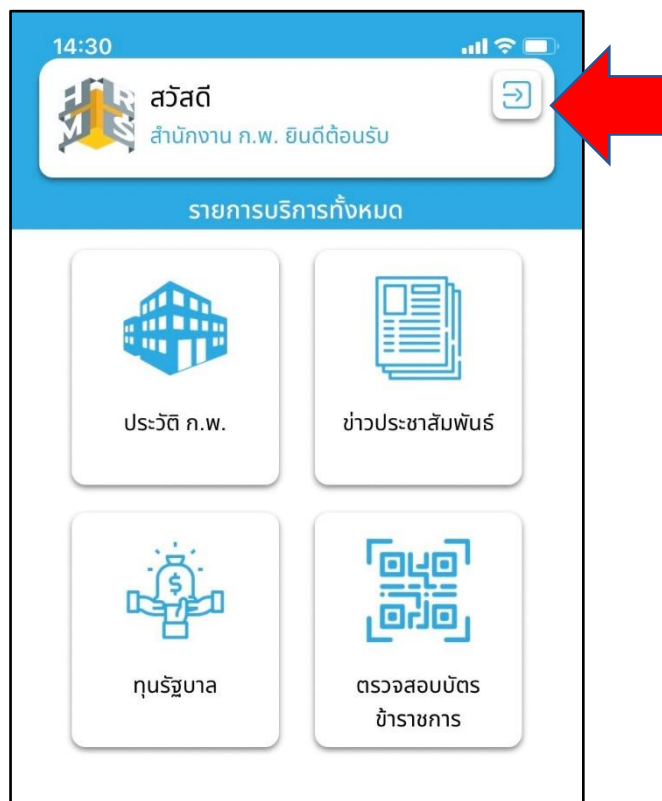 14:30
HR
MIS
สวัสดี
สำนักงาน ก.พ. ยินดีต้อนรับ
รายการบริการทั้งหมด
ประวัติ ก.พ.
ข่าวประชาสัมพันธ์
$
ทุนรัฐบาล
ตรวจสอบบัตร
ข้าราชการ